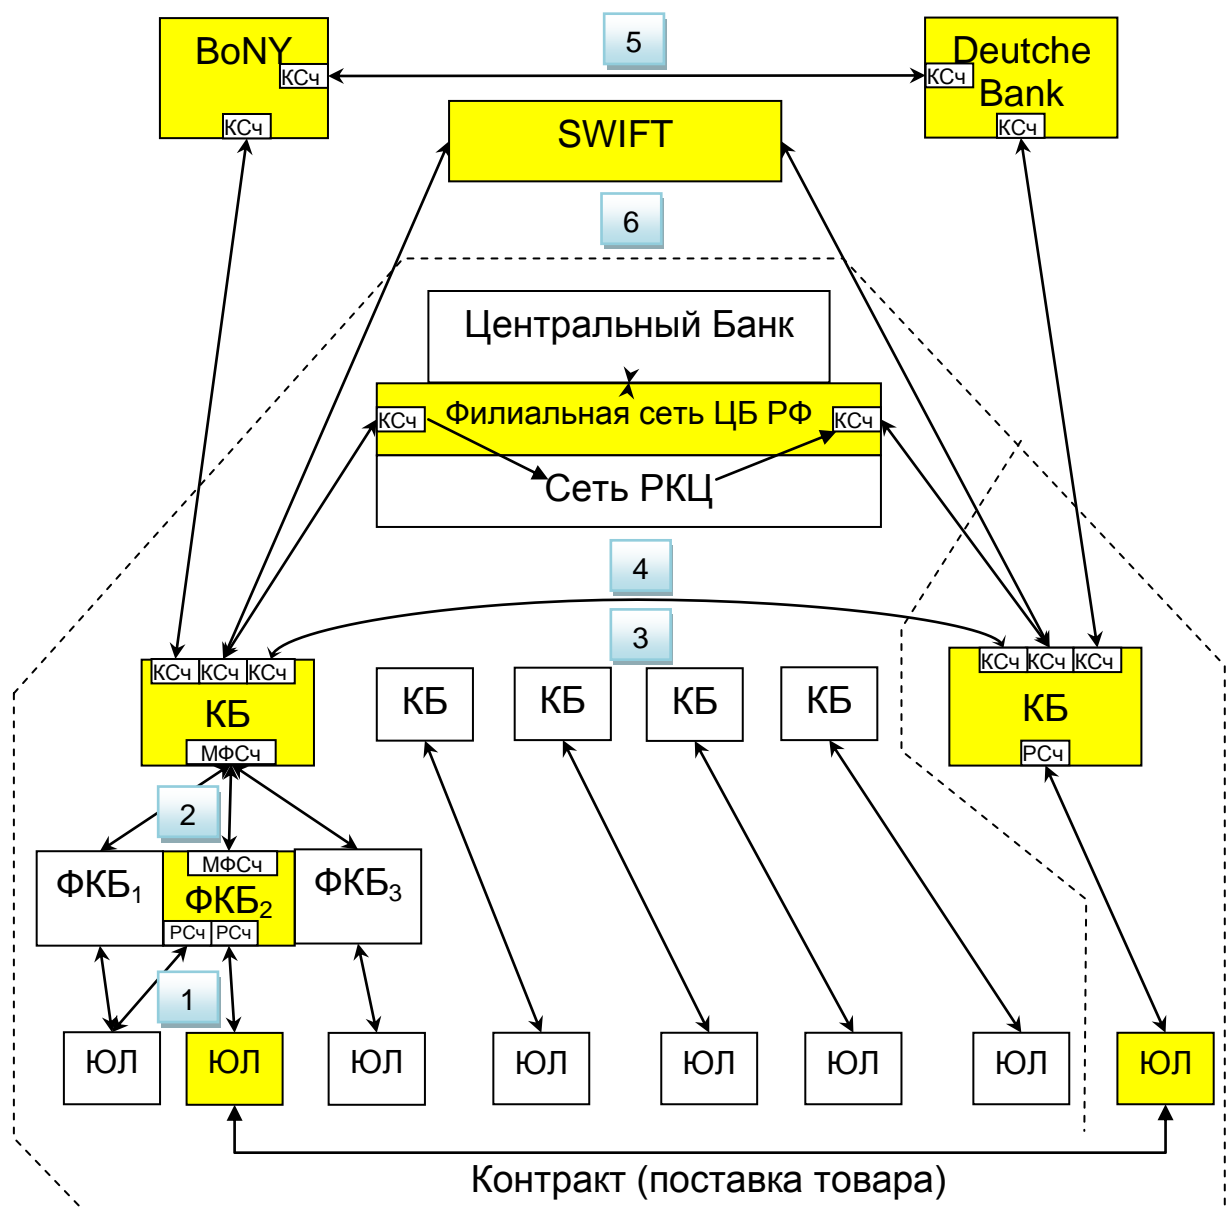 5
BoNY
КСч
КСч
Deutche
Bank
КСч
КСч
SWIFT
6
Центральный Банк
Филиальная сеть ЦБ РФ
КСч
КСч
Сеть РКЦ
4
3
КСч КСч КСч
КБ
МФСч
КБ
КБ
КБ
КБ
КСч КСч КСч
КБ
РСч
2
ФКБ1
МФСч
ФКБ2
РСч РСч
ФКБ3
1
ЮЛ
ЮЛ
ЮЛ
ЮЛ
ЮЛ
ЮЛ
ЮЛ
ЮЛ
Контракт (поставка товара)